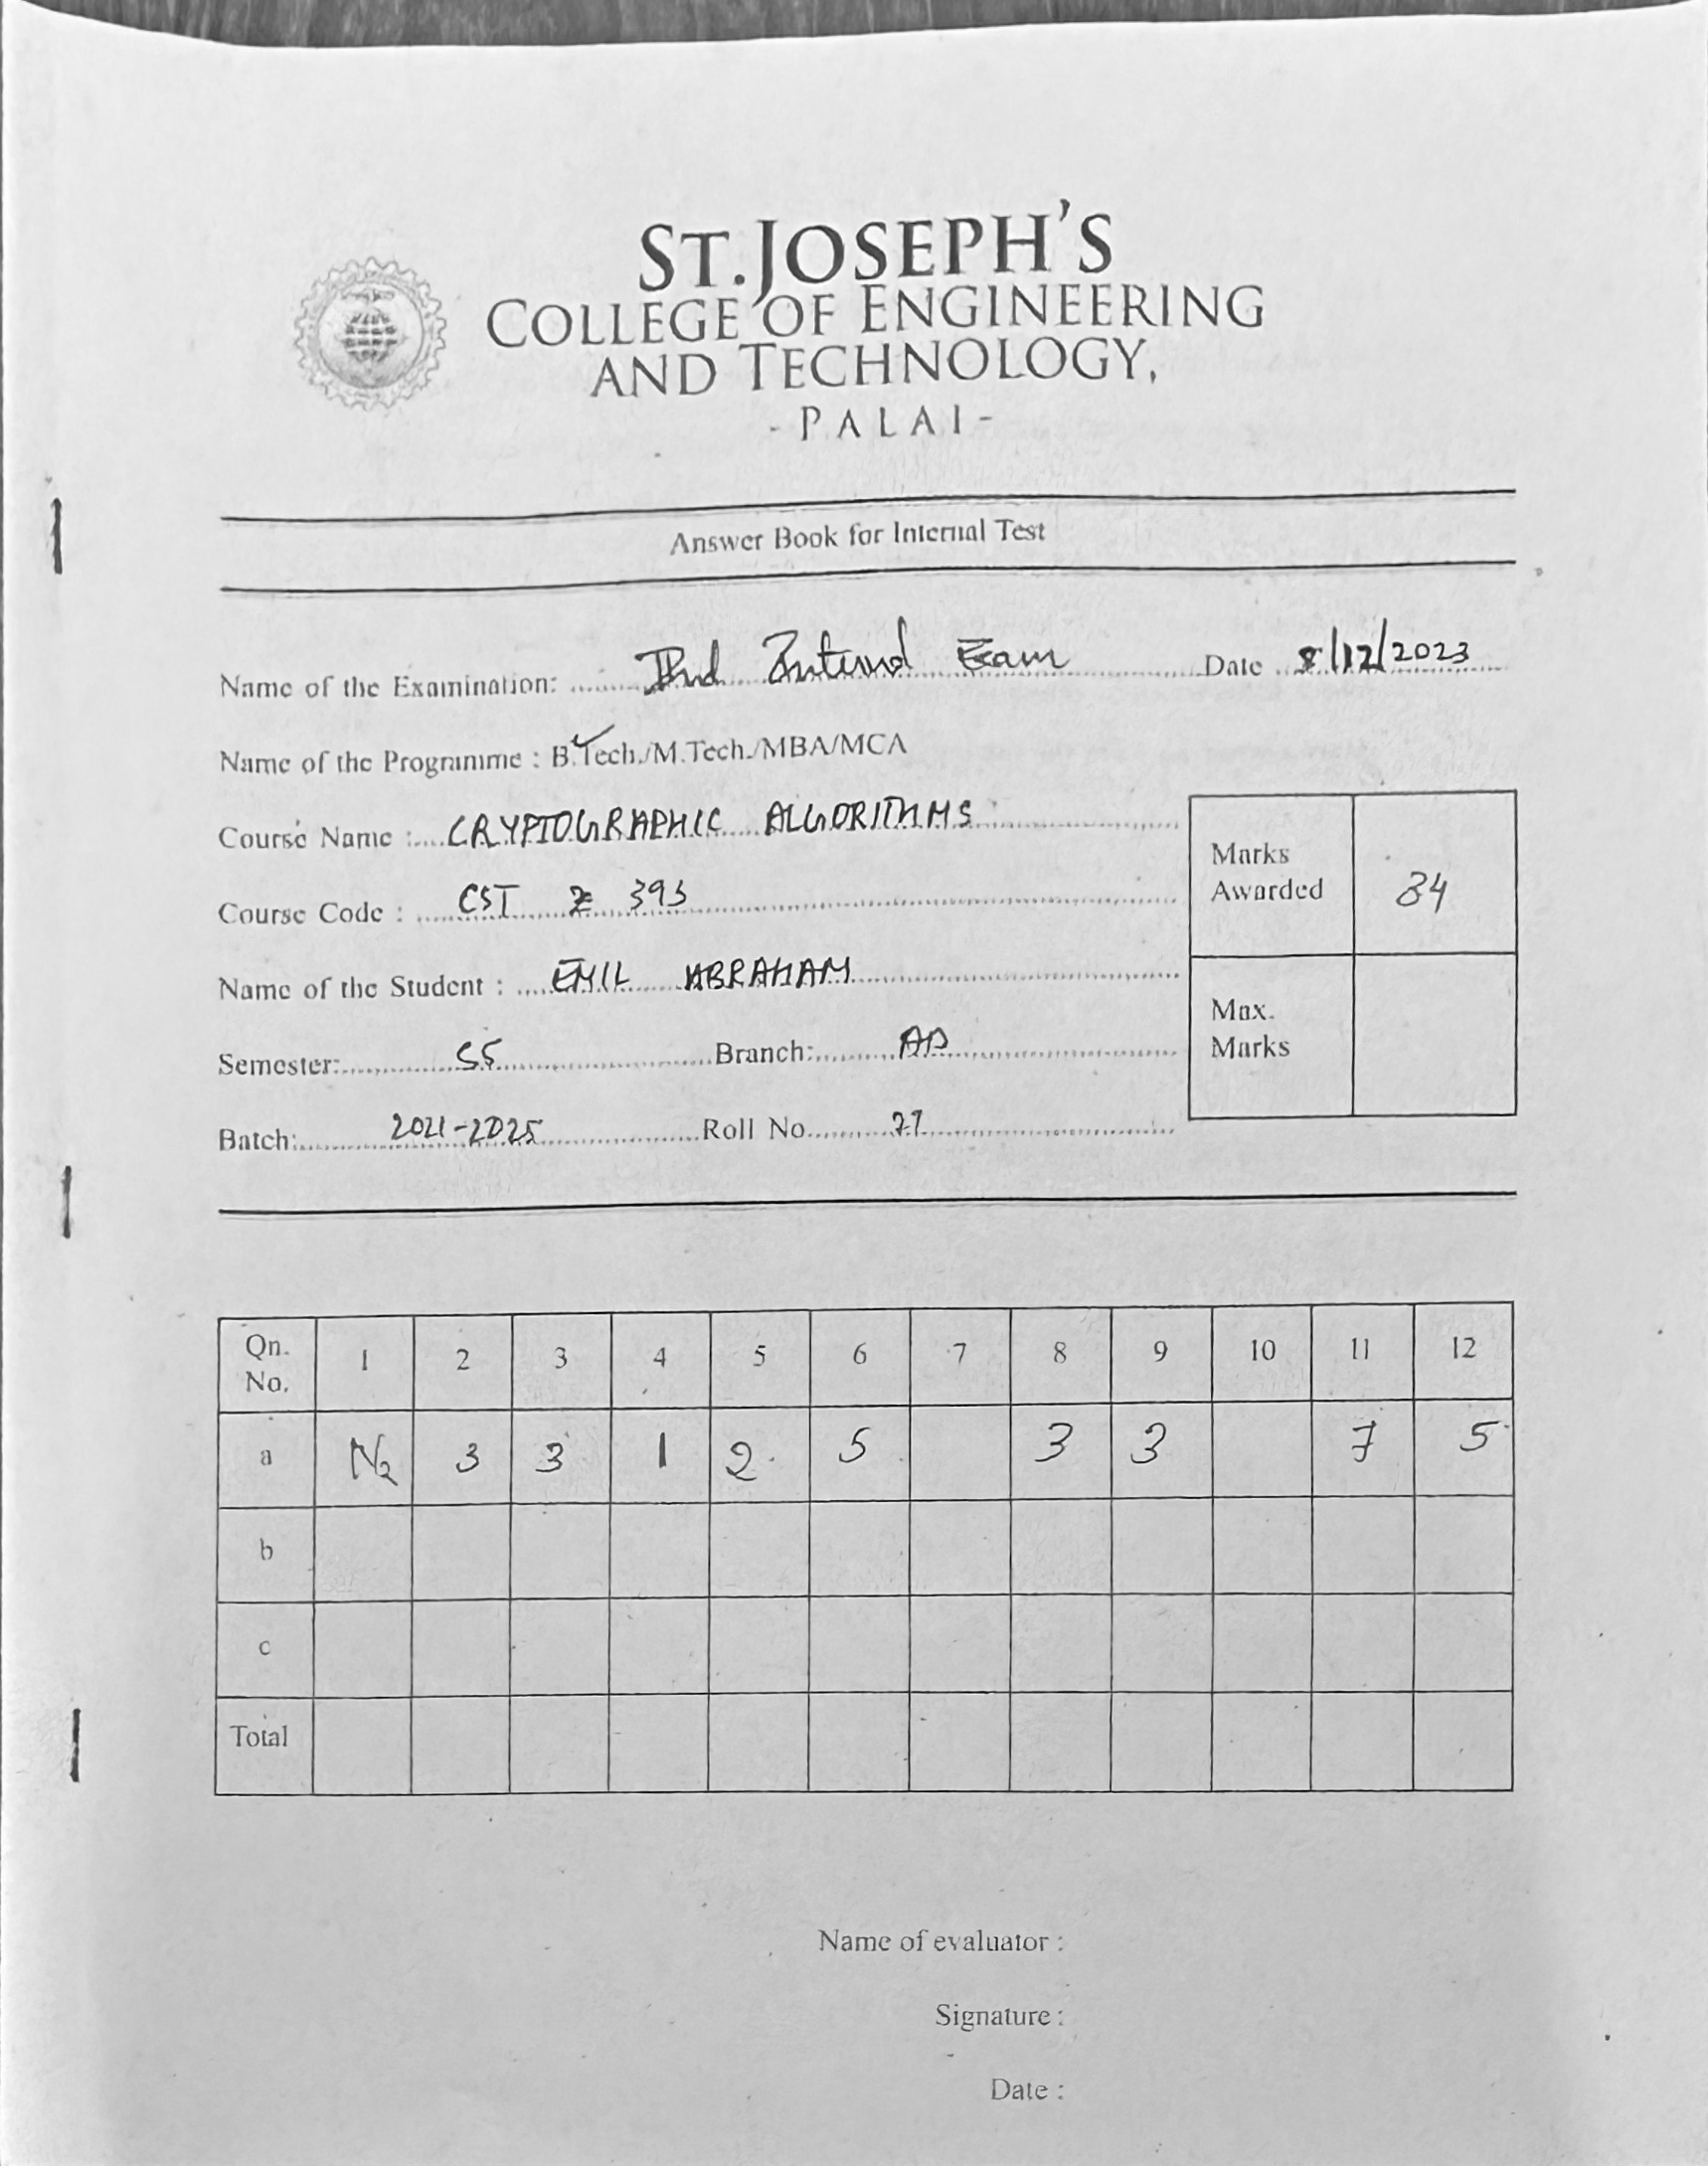 ST. JOSEPH'S
COLLEGE OF ENGINEERING
AND TECHNOLOGY,
- PALAI -
Answer Book for Internal Test
Name of the Examination: IInd Internal Exam Date 8/12/2023
Name of the Programme : B.Tech./M.Tech./MBA/MCA
Course Name : CRYPTOGRAPHIC ALGORITHMS
Course Code : CST 393
Name of the Student : EMIL ABRAHAM
Semester: S5 Branch: AD
Batch: 2021-2025 Roll No. 27
Marks Awarded 34
Max. Marks
Qn. No. 1 2 3 4 5 6 7 8 9 10 11 12
a 3 3 1 2 5 3 3 7 5
b
c
Total
Name of evaluator :
Signature :
Date :